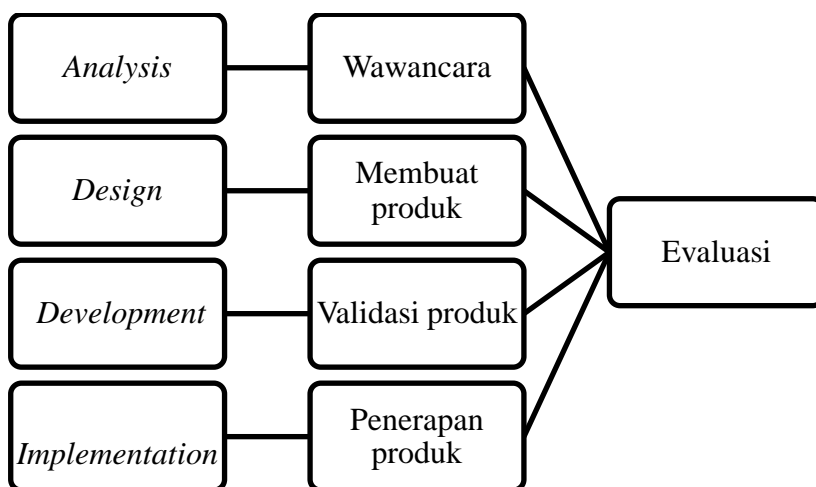 Analysis
Wawancara
Design
Membuat
produk
Evaluasi
Development
Validasi produk
Implementation
Penerapan
produk